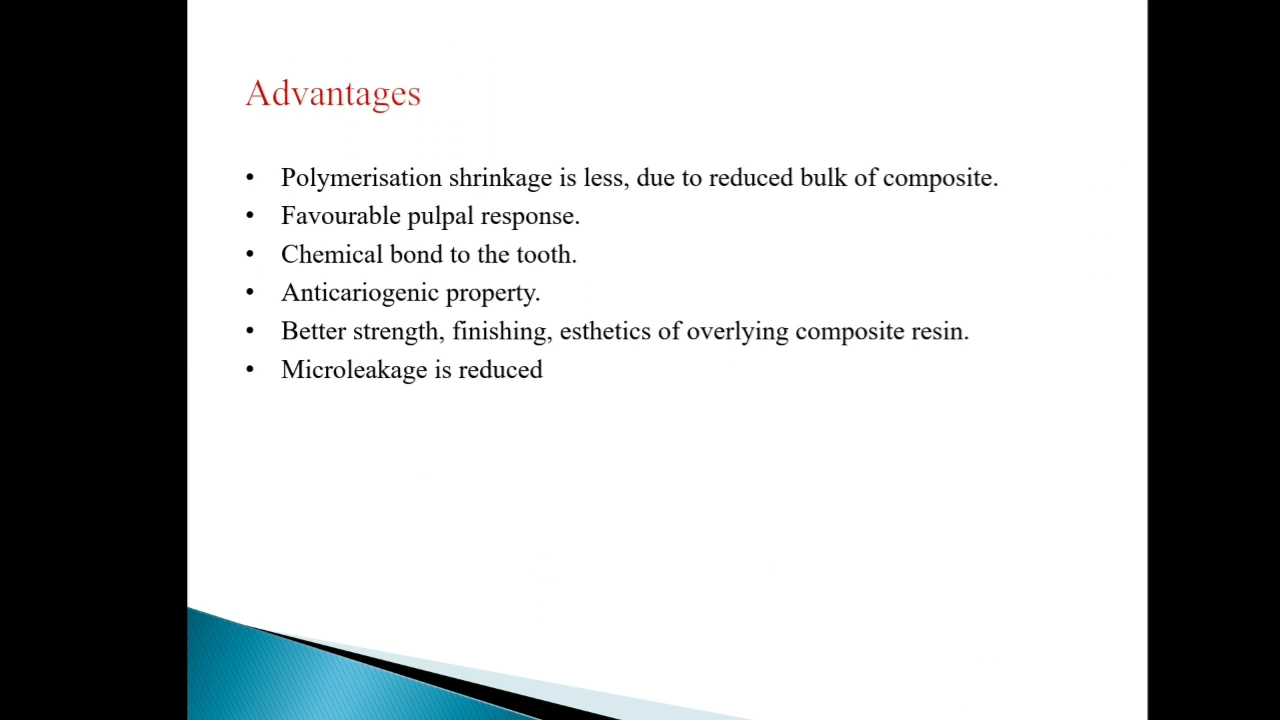 Advantages
• Polymerisation shrinkage is less, due to reduced bulk of composite.
• Favourable pulpal response.
• Chemical bond to the tooth.
• Anticariogenic property.
• Better strength, finishing, esthetics of overlying composite resin.
• Microleakage is reduced